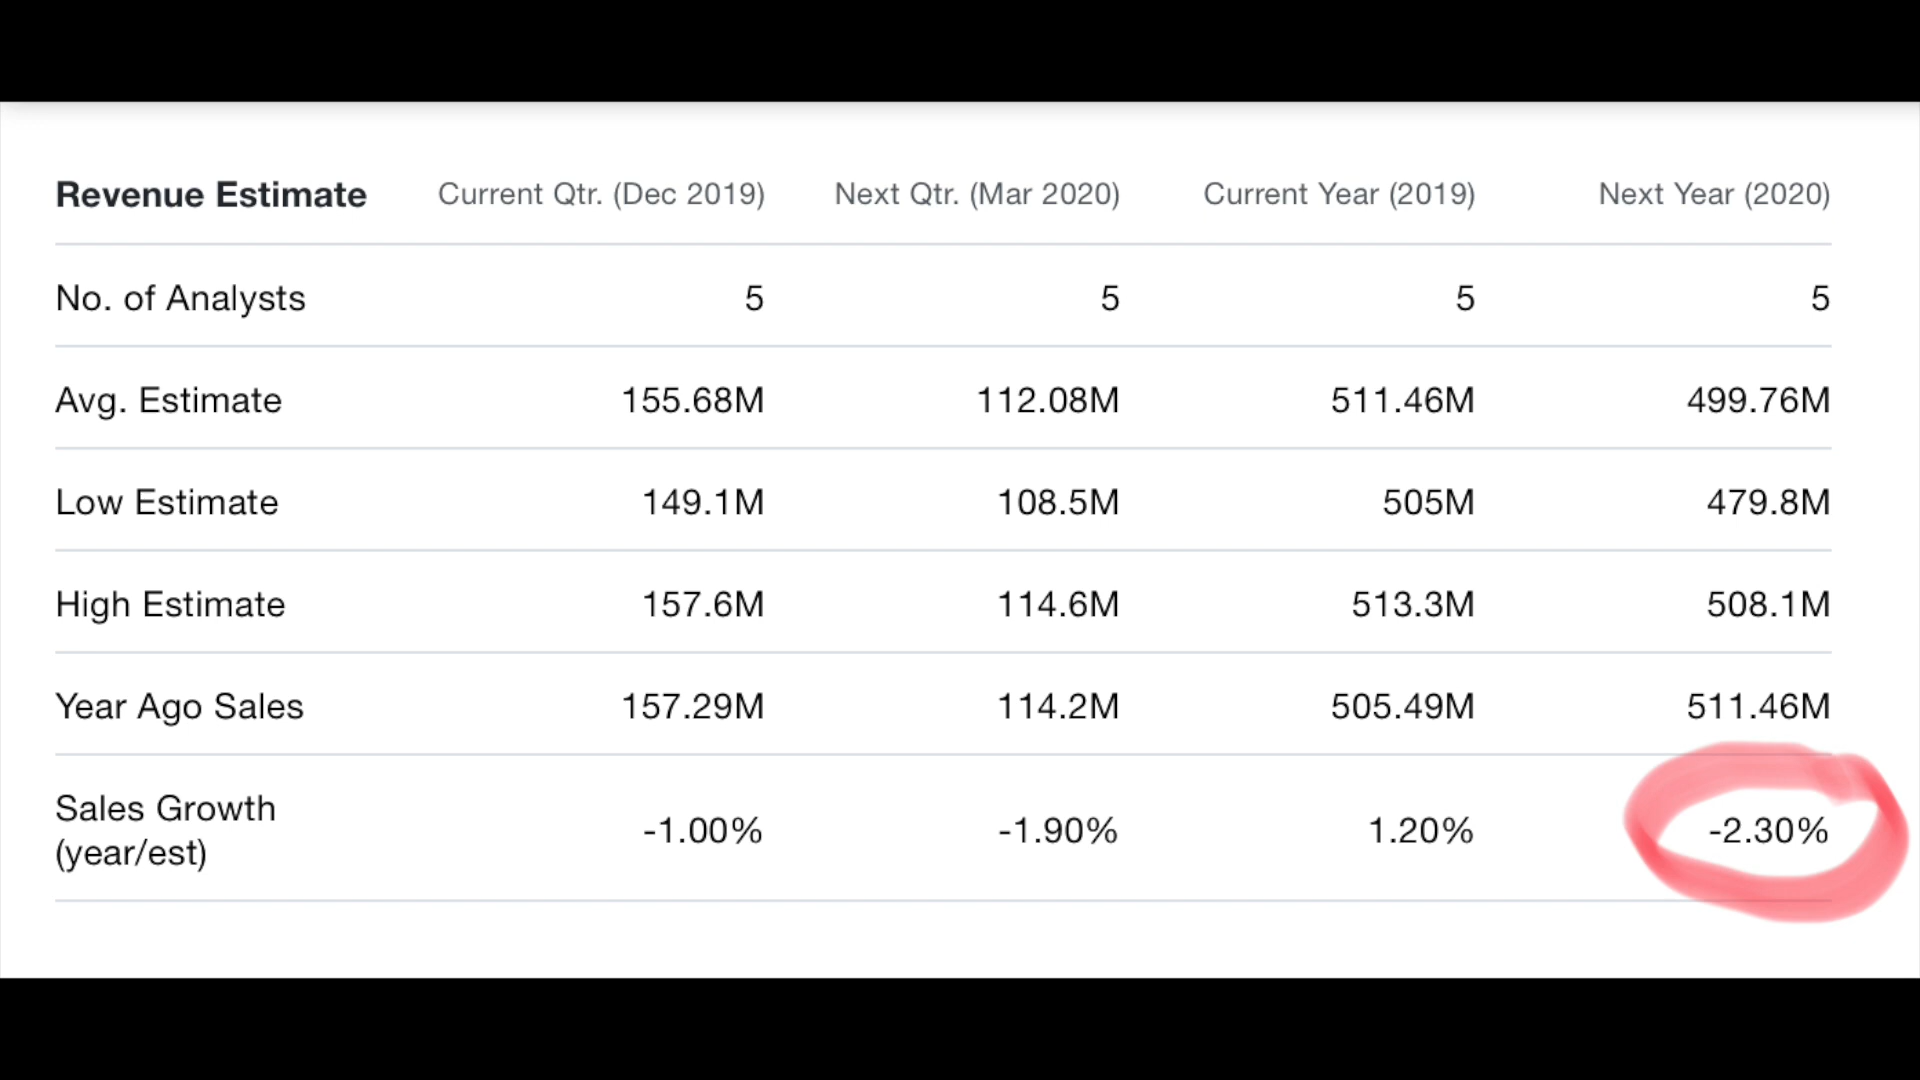 Revenue Estimate Current Qtr. (Dec 2019) Next Qtr. (Mar 2020) Current Year (2019) Next Year (2020)
No. of Analysts 5 5 5 5
Avg. Estimate 155.68M 112.08M 511.46M 499.76M
Low Estimate 149.1M 108.5M 505M 479.8M
High Estimate 157.6M 114.6M 513.3M 508.1M
Year Ago Sales 157.29M 114.2M 505.49M 511.46M
Sales Growth
(year/est) -1.00% -1.90% 1.20% -2.30%